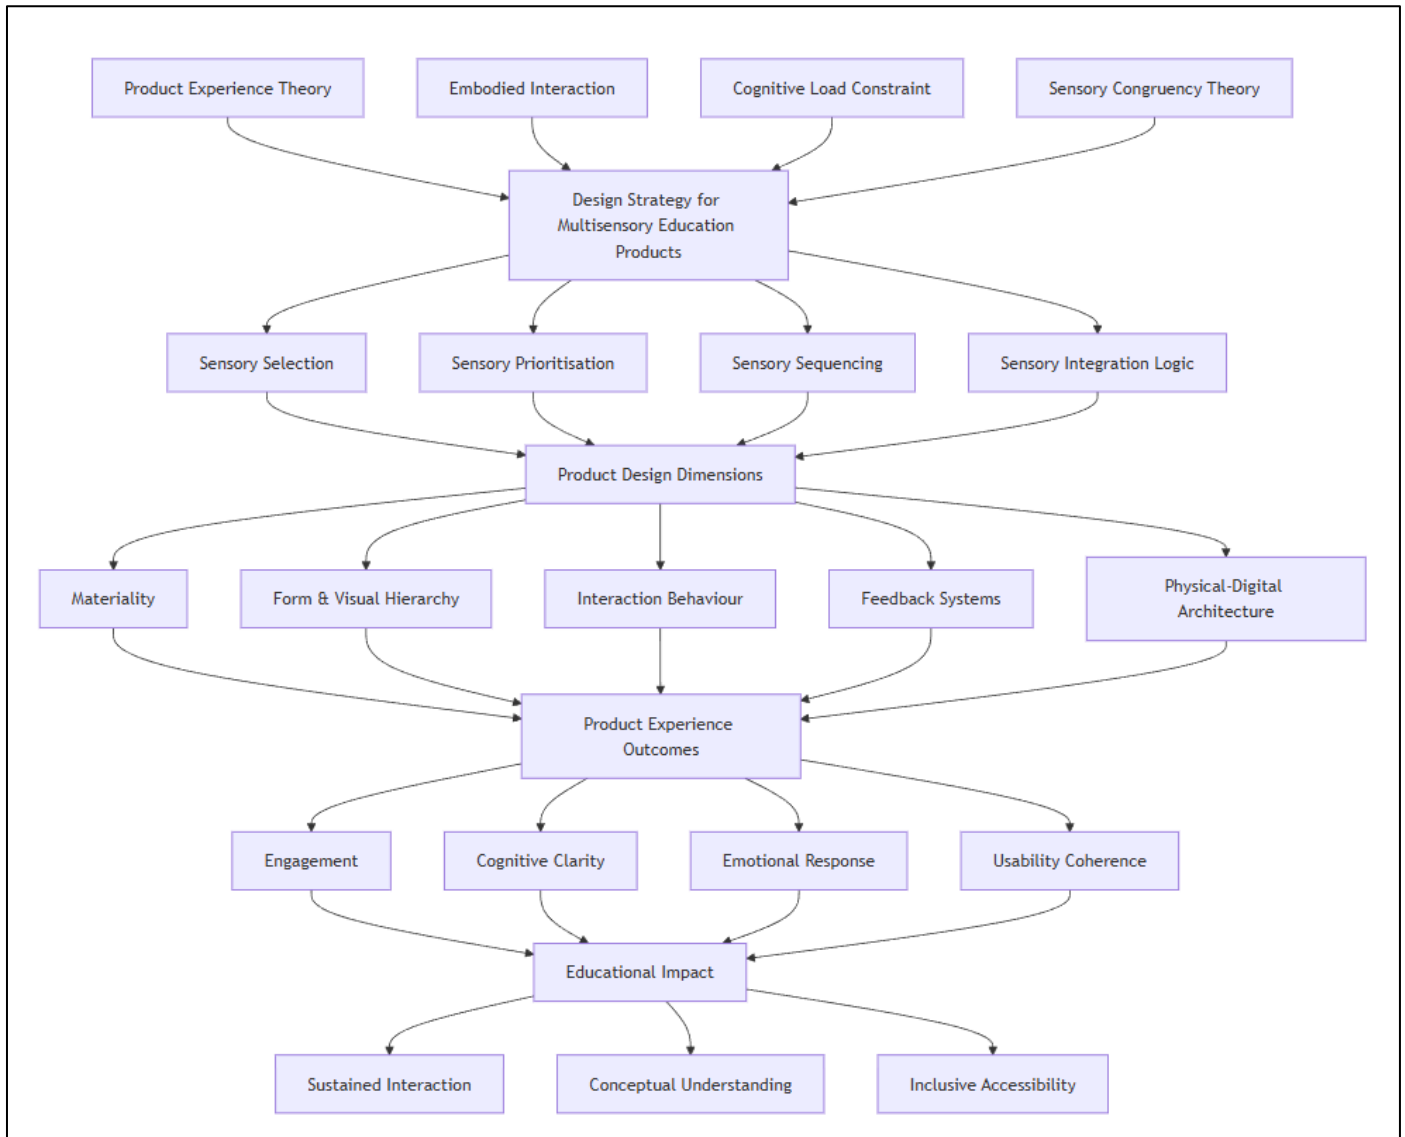 Product Experience Theory
Embodied Interaction
Cognitive Load Constraint
Sensory Congruency Theory
Design Strategy for
Multisensory Education
Products
Sensory Selection
Sensory Prioritisation
Sensory Sequencing
Sensory Integration Logic
Product Design Dimensions
Materiality
Form & Visual Hierarchy
Interaction Behaviour
Feedback Systems
Physical-Digital
Architecture
Product Experience
Outcomes
Engagement
Cognitive Clarity
Emotional Response
Usability Coherence
Educational Impact
Sustained Interaction
Conceptual Understanding
Inclusive Accessibility